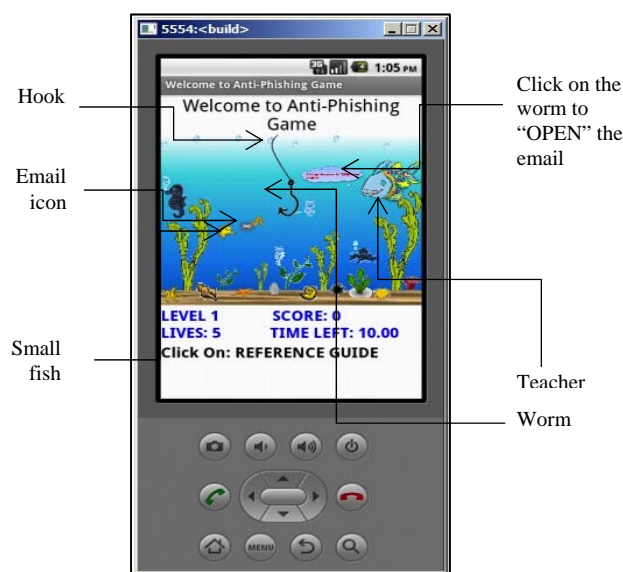 5554:<build>
3G
1:05 PM
Welcome to Anti-Phishing Game
Welcome to Anti-Phishing
Game
LEVEL 1 SCORE: 0
LIVES: 5 TIME LEFT: 10.00
Click On: REFERENCE GUIDE
MENU
Hook
Email
icon
Small
fish
Click on the
worm to
“OPEN” the
email
Teacher
Worm